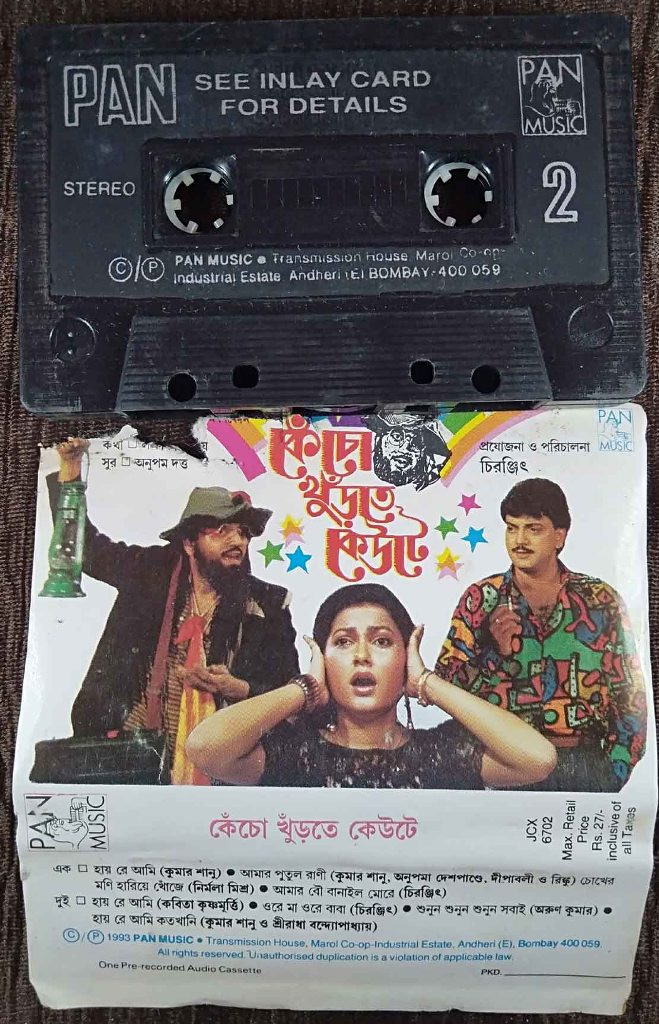 PAN
SEE INLAY CARD
FOR DETAILS
PAN
MUSIC
STEREO
2
©/Ⓟ PAN MUSIC ● Transmission House, Marol Co-op-
Industrial Estate, Andheri (E) BOMBAY-400 059
কথা □
সুর □ অনুপম দত্ত
কেঁচো
খুঁড়তে
কেউটে
প্রযোজনা ও পরিচালনা
চিরঞ্জিৎ
PAN
MUSIC
PAN
MUSIC
কেঁচো খুঁড়তে কেউটে
JCX
6702
Max. Retail
Price
Rs. 27/-
inclusive of
all Taxes
এক □ হায় রে আমি (কুমার শানু) ● আমার পুতুল রাণী (কুমার শানু, অনুপমা দেশপাণ্ডে, দীপাবলী ও রিঙ্কু) চোখের
মণি হারিয়ে খোঁজে (নির্মলা মিশ্র) ● আমার বৌ বানাইল মোরে (চিরঞ্জিৎ)
দুই □ হায় রে আমি (কবিতা কৃষ্ণমূর্ত্তি) ● ওরে মা ওরে বাবা (চিরঞ্জিৎ) ● শুনুন শুনুন শুনুন সবাই (অরুণ কুমার) ●
হায় রে আমি কতখানি (কুমার শানু ও শ্রীরাধা বন্দ্যোপাধ্যায়)
©/Ⓟ 1993 PAN MUSIC ● Transmission House, Marol Co-op-Industrial Estate, Andheri (E), Bombay 400 059.
All rights reserved. Unauthorised duplication is a violation of applicable law.
One Pre-recorded Audio Cassette
PKD.